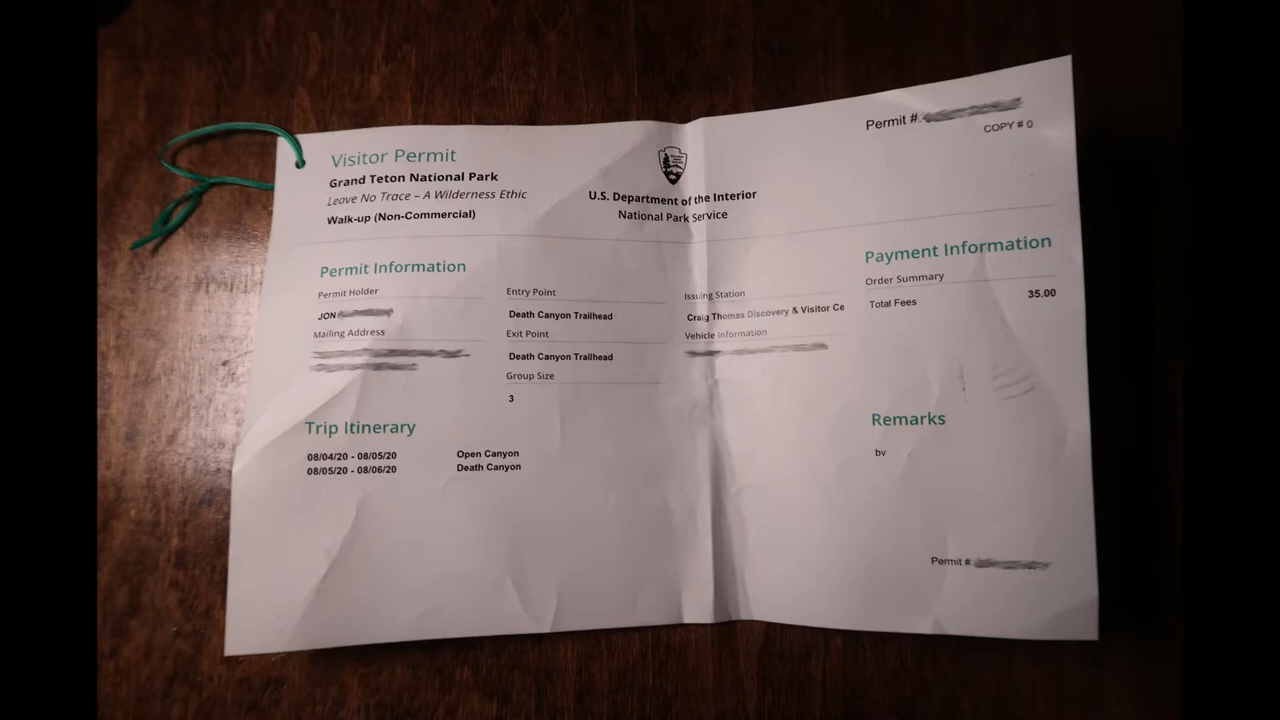 Visitor Permit
Grand Teton National Park
Leave No Trace – A Wilderness Ethic
Walk-up (Non-Commercial)
U.S. Department of the Interior
National Park Service
Permit #
COPY # 0
Permit Information
Permit Holder
JON
Mailing Address
Entry Point
Death Canyon Trailhead
Exit Point
Death Canyon Trailhead
Group Size
3
Issuing Station
Craig Thomas Discovery & Visitor Ce
Vehicle Information
Payment Information
Order Summary
Total Fees 35.00
Trip Itinerary
08/04/20 - 08/05/20 Open Canyon
08/05/20 - 08/06/20 Death Canyon
Remarks
bv
Permit #